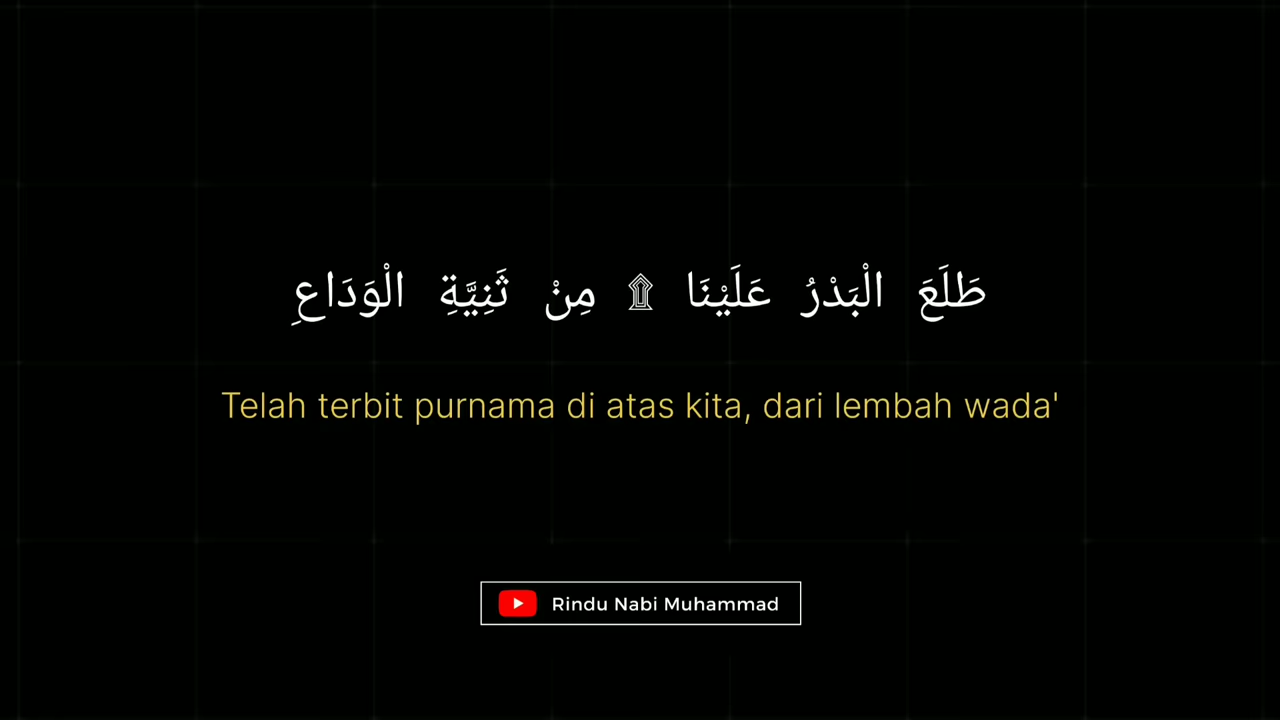 طَلَعَ الْبَدْرُ عَلَيْنَا ۩ مِنْ ثَنِيَّةِ الْوَدَاعِ
Telah terbit purnama di atas kita, dari lembah wada'
Rindu Nabi Muhammad